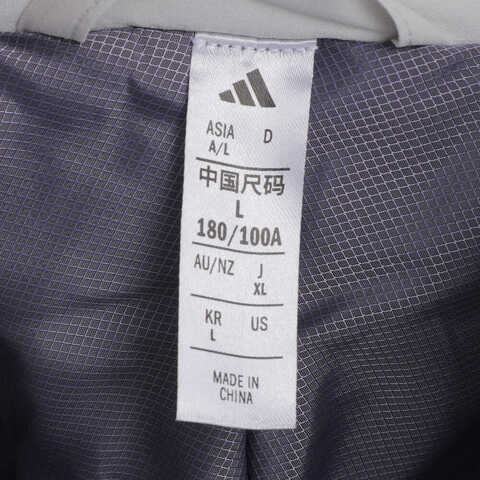 ASIA D
A/L
中国尺码
L
180/100A
AU/NZ J
XL
KR US
L
MADE IN
CHINA